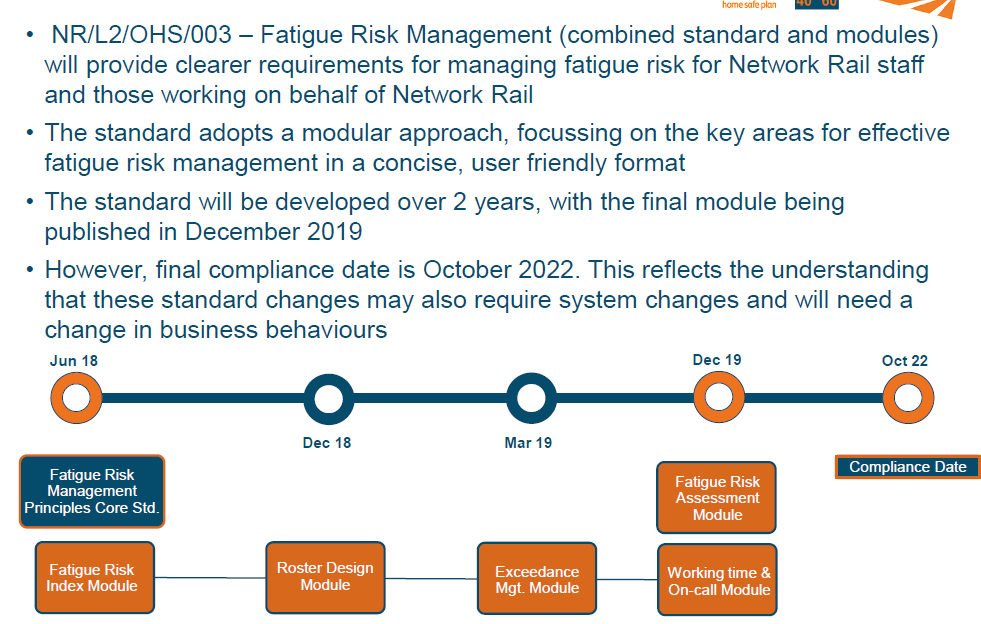 home safe plan
40 60
• NR/L2/OHS/003 – Fatigue Risk Management (combined standard and modules)
will provide clearer requirements for managing fatigue risk for Network Rail staff
and those working on behalf of Network Rail
• The standard adopts a modular approach, focussing on the key areas for effective
fatigue risk management in a concise, user friendly format
• The standard will be developed over 2 years, with the final module being
published in December 2019
• However, final compliance date is October 2022. This reflects the understanding
that these standard changes may also require system changes and will need a
change in business behaviours
Jun 18
Dec 19
Oct 22
Dec 18
Mar 19
Fatigue Risk
Management
Principles Core Std.
Fatigue Risk
Assessment
Module
Compliance Date
Fatigue Risk
Index Module
Roster Design
Module
Exceedance
Mgt. Module
Working time &
On-call Module